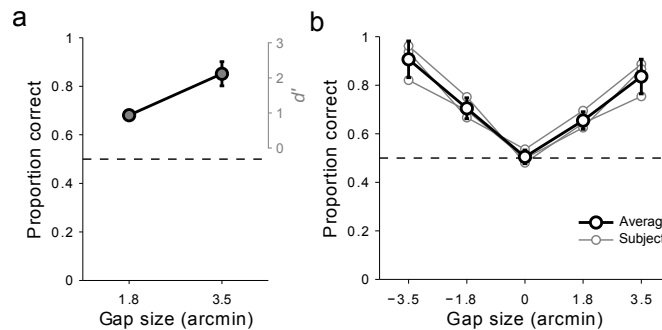 a
Proportion correct
1
0.8
0.6
0.4
0.2
0
1.8
3.5
Gap size (arcmin)
3
2
1
0
d'
b
Proportion correct
1
0.8
0.6
0.4
0.2
0
−3.5
−1.8
0
1.8
3.5
Gap size (arcmin)
Averag
Subject